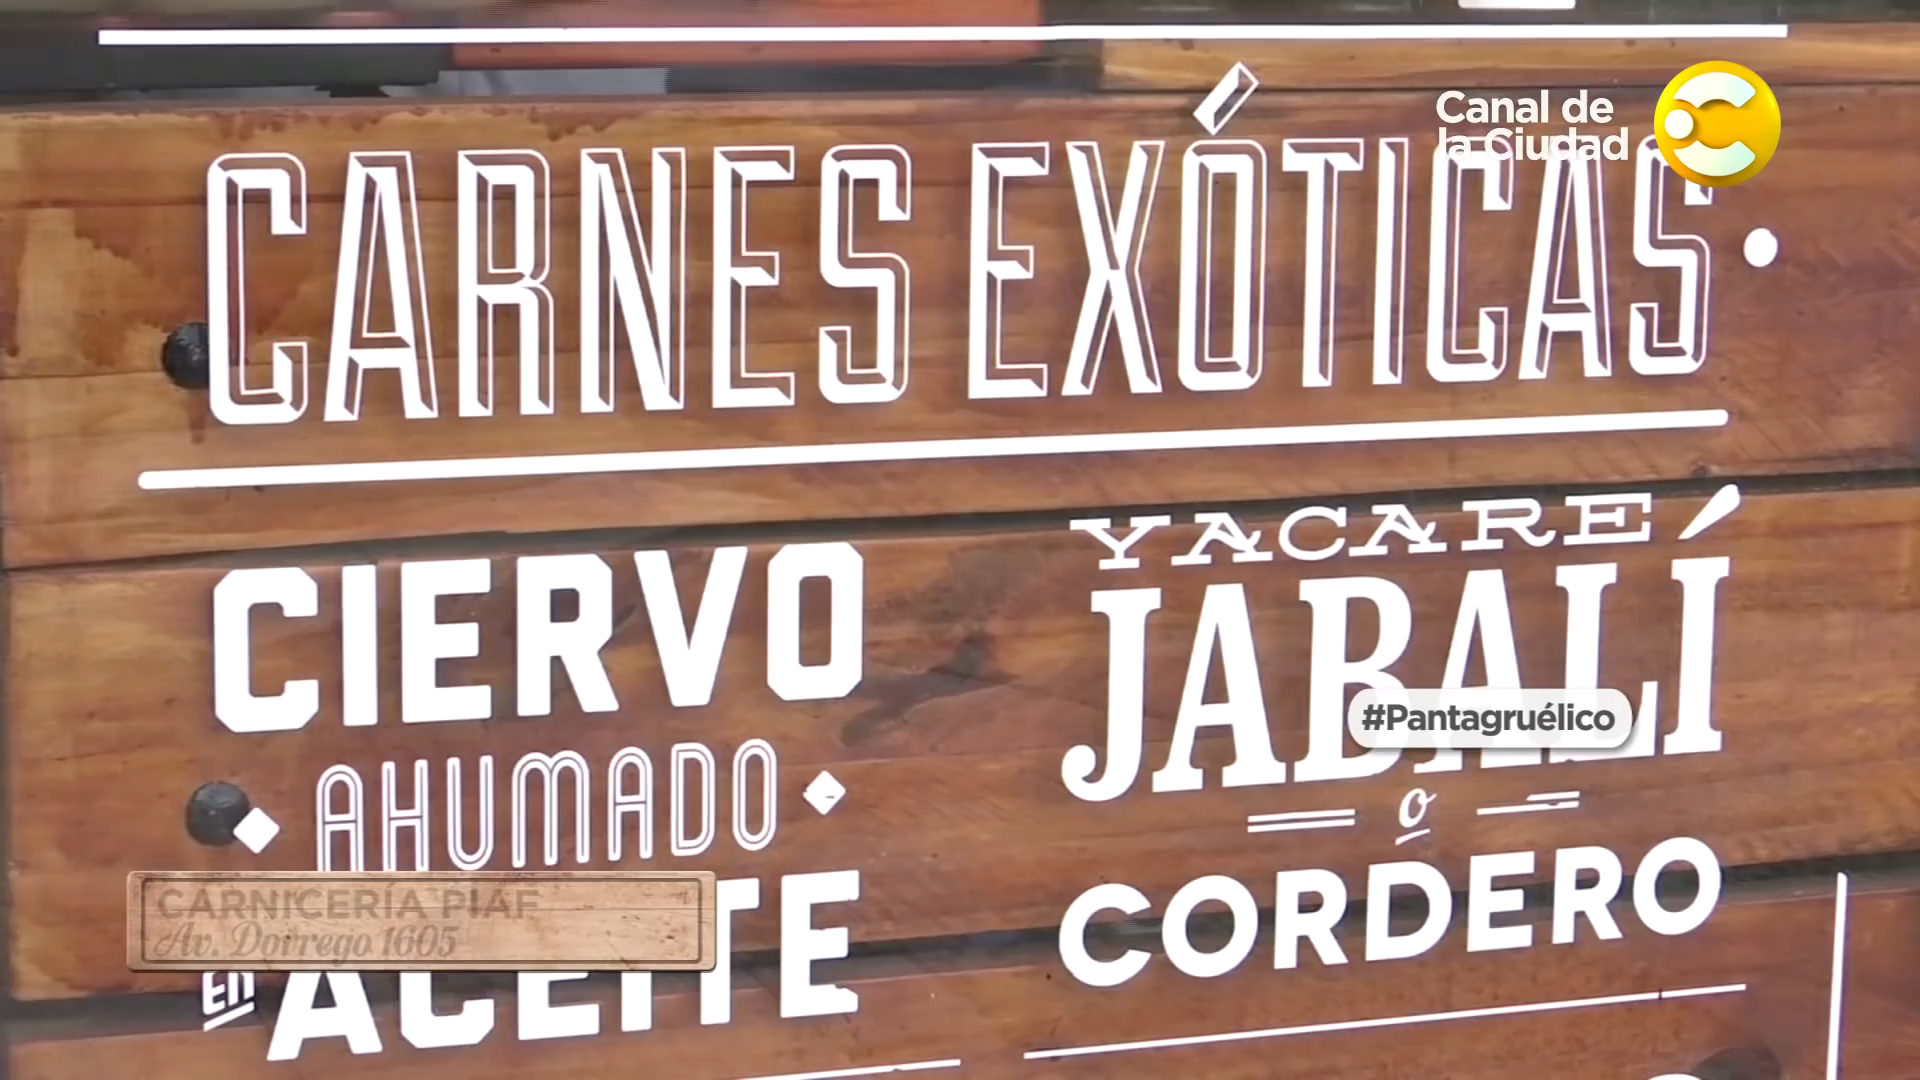 Canal de
la Ciudad
CARNES EXÓTICAS
CIERVO
AHUMADO
EN ACEITE
YACARÉ
JABALÍ
o
CORDERO
#Pantagruélico
CARNICERÍA PIAF
Av. Dorrego 1605